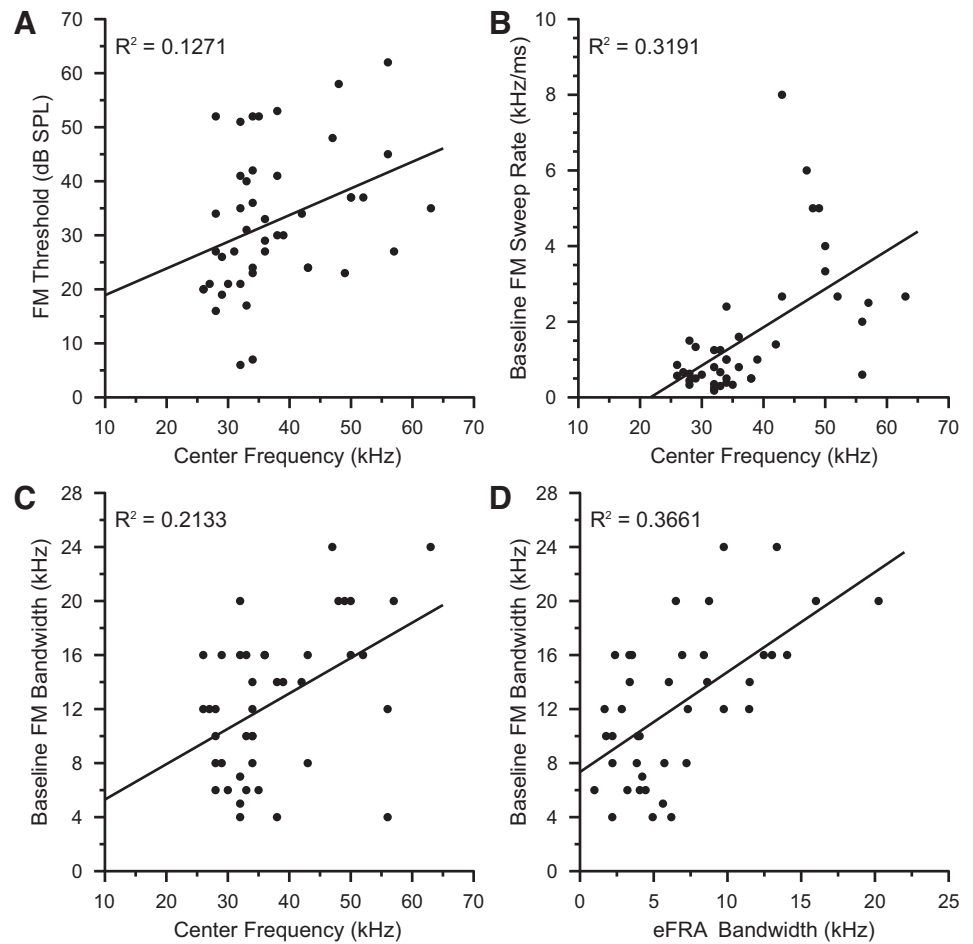 A
R² = 0.1271
FM Threshold (dB SPL)
70
60
50
40
30
20
10
0
10 20 30 40 50 60 70
Center Frequency (kHz)
B
R² = 0.3191
Baseline FM Sweep Rate (kHz/ms)
10
8
6
4
2
0
10 20 30 40 50 60 70
Center Frequency (kHz)
C
R² = 0.2133
Baseline FM Bandwidth (kHz)
28
24
20
16
12
8
4
0
10 20 30 40 50 60 70
Center Frequency (kHz)
D
R² = 0.3661
Baseline FM Bandwidth (kHz)
28
24
20
16
12
8
4
0
0 5 10 15 20 25
eFRA Bandwidth (kHz)